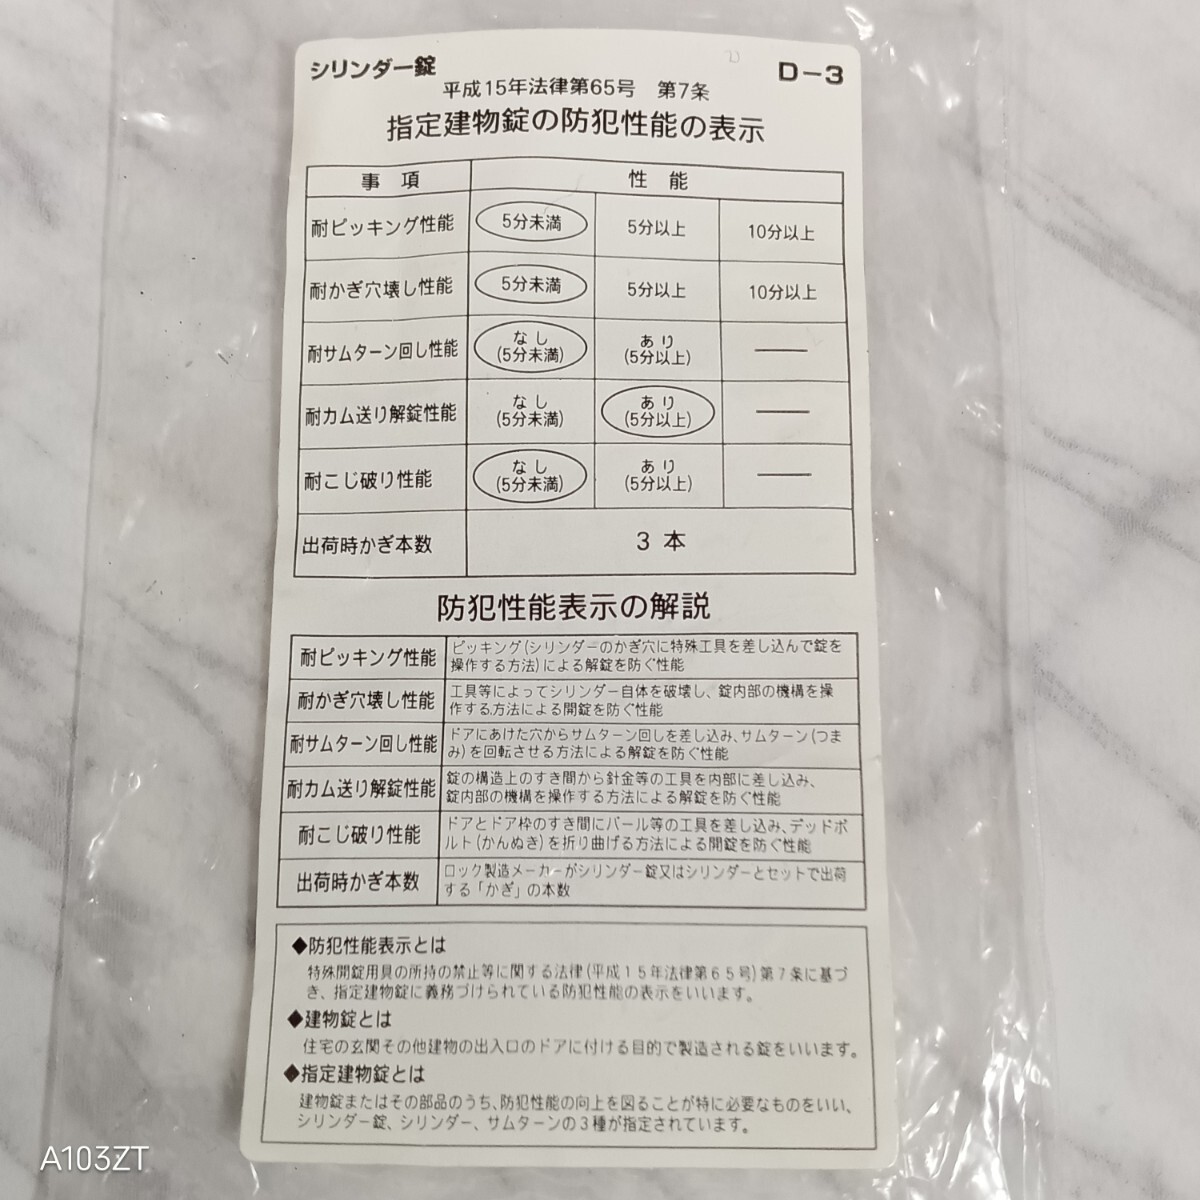 シリンダー錠
D-3
平成15年法律第65号 第7条
指定建物錠の防犯性能の表示
事 項 性 能
耐ピッキング性能 5分未満 5分以上 10分以上
耐かぎ穴壊し性能 5分未満 5分以上 10分以上
耐サムターン回し性能 なし (5分未満) あり (5分以上) ―
耐カム送り解錠性能 なし (5分未満) あり (5分以上) ―
耐こじ破り性能 なし (5分未満) あり (5分以上) ―
出荷時かぎ本数 3 本
防犯性能表示の解説
耐ピッキング性能 ピッキング(シリンダーのかぎ穴に特殊工具を差し込んで錠を
操作する方法)による解錠を防ぐ性能
耐かぎ穴壊し性能 工具等によってシリンダー自体を破壊し、錠内部の機構を操
作する方法による開錠を防ぐ性能
耐サムターン回し性能 ドアにあけた穴からサムターン回しを差し込み、サムターン(つま
み)を回転させる方法による解錠を防ぐ性能
耐カム送り解錠性能 錠の構造上のすき間から針金等の工具を内部に差し込み、
錠内部の機構を操作する方法による解錠を防ぐ性能
耐こじ破り性能 ドアとドア枠のすき間にバール等の工具を差し込み、デッドボ
ルト(かんぬき)を折り曲げる方法による開錠を防ぐ性能
出荷時かぎ本数 ロック製造メーカーがシリンダー錠又はシリンダーとセットで出荷
する「かぎ」の本数
◆防犯性能表示とは
特殊開錠用具の所持の禁止等に関する法律(平成15年法律第65号)第7条に基づ
き、指定建物錠に義務づけられている防犯性能の表示をいいます。
◆建物錠とは
住宅の玄関その他建物の出入口のドアに付ける目的で製造される錠をいいます。
◆指定建物錠とは
建物錠またはその部品のうち、防犯性能の向上を図ることが特に必要なものをいい、
シリンダー錠、シリンダー、サムターンの3種が指定されています。
A103ZT